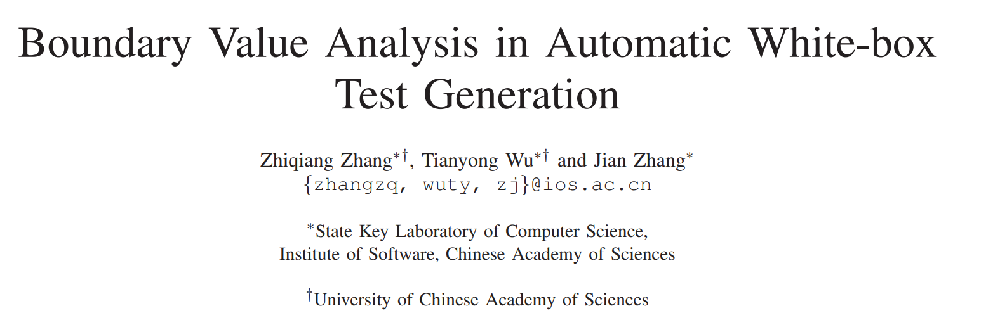 Boundary Value Analysis in Automatic White-box
Test Generation
Zhiqiang Zhang*†, Tianyong Wu*† and Jian Zhang*
{zhangzq, wuty, zj}@ios.ac.cn
*State Key Laboratory of Computer Science,
Institute of Software, Chinese Academy of Sciences
†University of Chinese Academy of Sciences